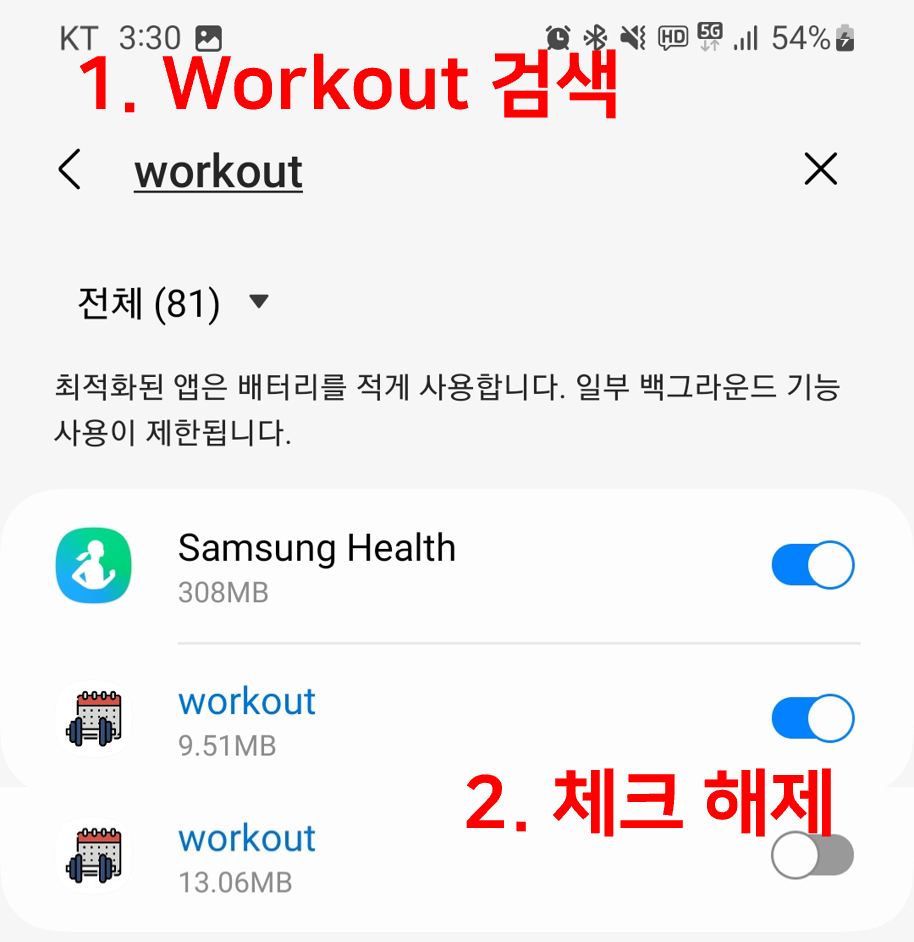 KT 3:30 HD 5G 54%
1. Workout 검색
workout
전체 (81)
최적화된 앱은 배터리를 적게 사용합니다. 일부 백그라운드 기능
사용이 제한됩니다.
Samsung Health
308MB
workout
9.51MB
2. 체크 해제
workout
13.06MB